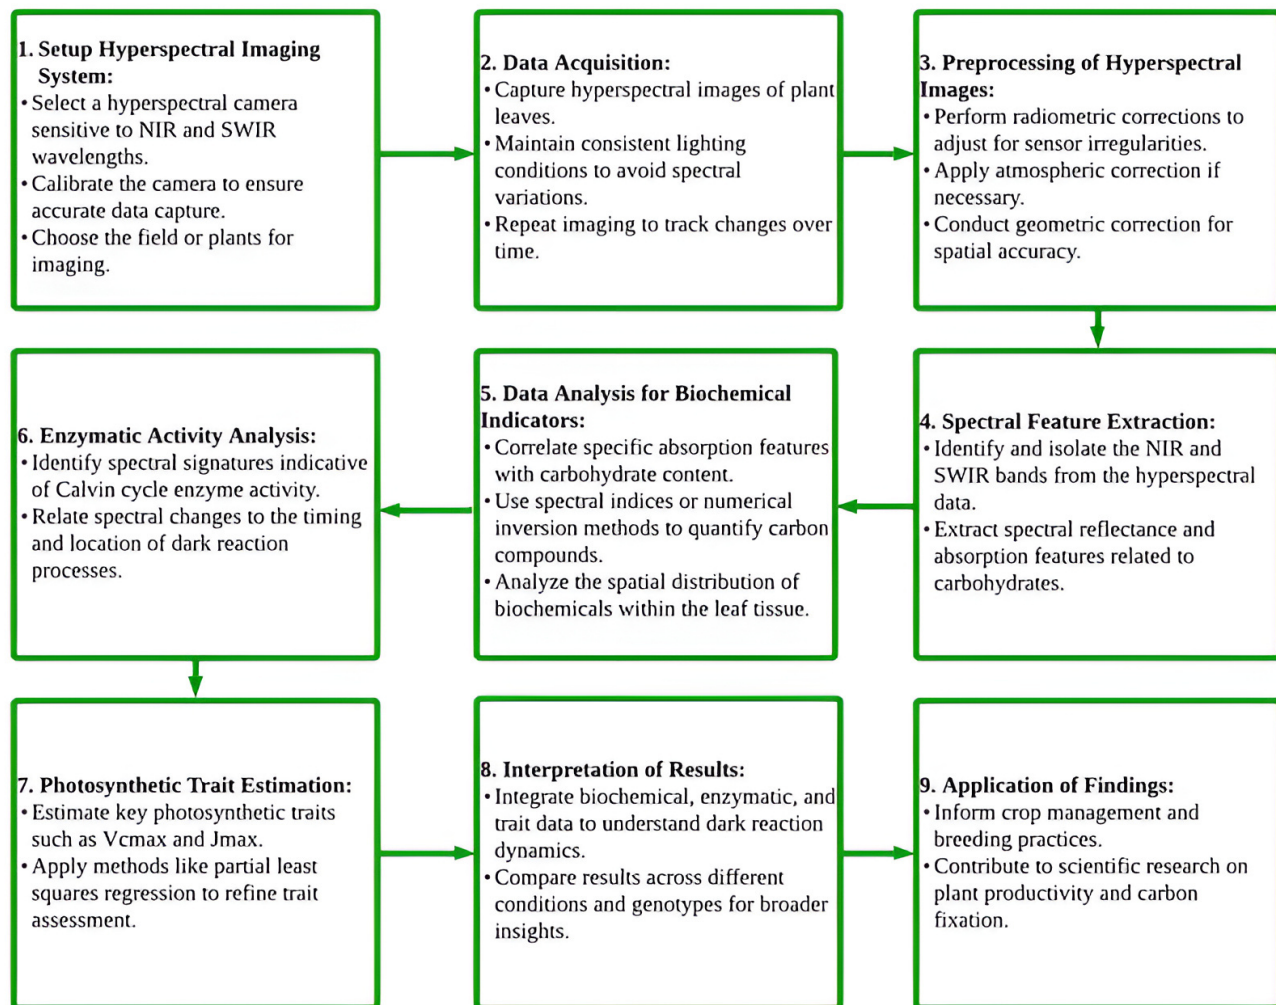 1. Setup Hyperspectral Imaging
System:
• Select a hyperspectral camera
sensitive to NIR and SWIR
wavelengths.
• Calibrate the camera to ensure
accurate data capture.
• Choose the field or plants for
imaging.
2. Data Acquisition:
• Capture hyperspectral images of plant
leaves.
• Maintain consistent lighting
conditions to avoid spectral
variations.
• Repeat imaging to track changes over
time.
3. Preprocessing of Hyperspectral
Images:
• Perform radiometric corrections to
adjust for sensor irregularities.
• Apply atmospheric correction if
necessary.
• Conduct geometric correction for
spatial accuracy.
4. Spectral Feature Extraction:
• Identify and isolate the NIR and
SWIR bands from the hyperspectral
data.
• Extract spectral reflectance and
absorption features related to
carbohydrates.
5. Data Analysis for Biochemical
Indicators:
• Correlate specific absorption features
with carbohydrate content.
• Use spectral indices or numerical
inversion methods to quantify carbon
compounds.
• Analyze the spatial distribution of
biochemicals within the leaf tissue.
6. Enzymatic Activity Analysis:
• Identify spectral signatures indicative
of Calvin cycle enzyme activity.
• Relate spectral changes to the timing
and location of dark reaction
processes.
7. Photosynthetic Trait Estimation:
• Estimate key photosynthetic traits
such as Vcmax and Jmax.
• Apply methods like partial least
squares regression to refine trait
assessment.
8. Interpretation of Results:
• Integrate biochemical, enzymatic, and
trait data to understand dark reaction
dynamics.
• Compare results across different
conditions and genotypes for broader
insights.
9. Application of Findings:
• Inform crop management and
breeding practices.
• Contribute to scientific research on
plant productivity and carbon
fixation.